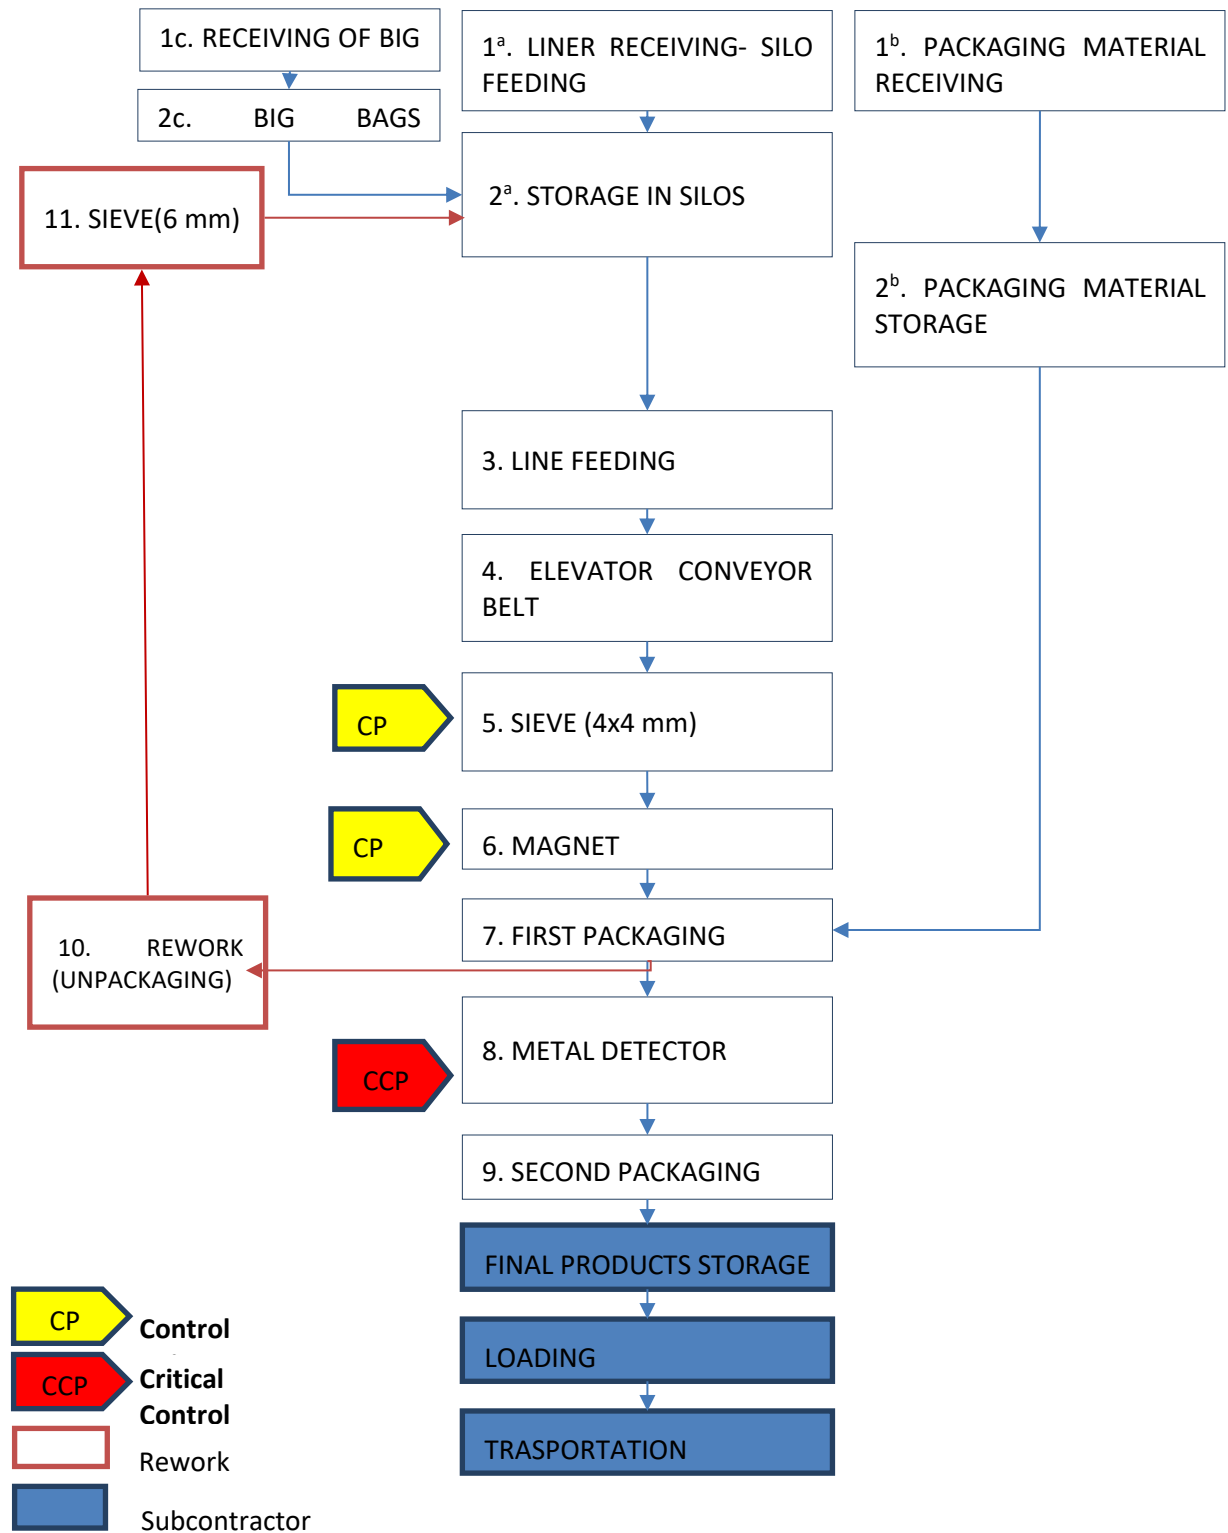 1c. RECEIVING OF BIG
2c. BIG BAGS
1ª. LINER RECEIVING- SILO
FEEDING
1ᵇ. PACKAGING MATERIAL
RECEIVING
11. SIEVE(6 mm)
2ª. STORAGE IN SILOS
2ᵇ. PACKAGING MATERIAL
STORAGE
3. LINE FEEDING
4. ELEVATOR CONVEYOR
BELT
CP
5. SIEVE (4x4 mm)
CP
6. MAGNET
7. FIRST PACKAGING
10. REWORK
(UNPACKAGING)
CCP
8. METAL DETECTOR
9. SECOND PACKAGING
FINAL PRODUCTS STORAGE
LOADING
TRASPORTATION
CP
Control
CCP
Critical
Control
Rework
Subcontractor